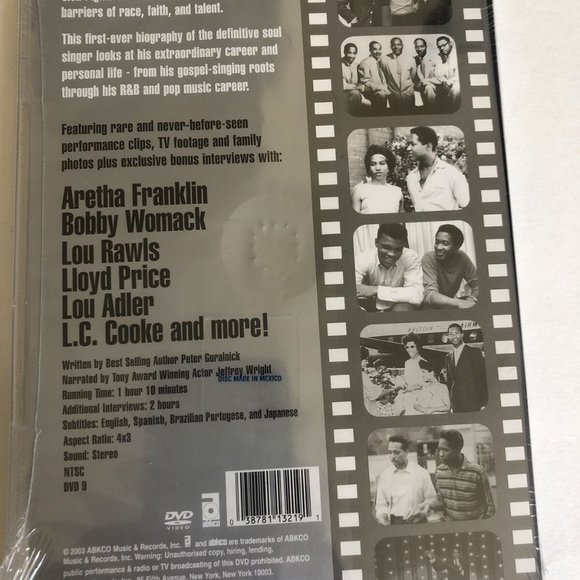 barriers of race, faith, and talent.
This first-ever biography of the definitive soul
singer looks at his extraordinary career and
personal life - from his gospel-singing roots
through his R&B and pop music career.
Featuring rare and never-before-seen
performance clips, TV footage and family
photos plus exclusive bonus interviews with:
Aretha Franklin
Bobby Womack
Lou Rawls
Lloyd Price
Lou Adler
L.C. Cooke and more!
Written by Best Selling Author Peter Guralnick
Narrated by Tony Award Winning Actor Jeffrey Wright
DISC MADE IN MEXICO
Running Time: 1 hour 10 minutes
Additional Interviews: 2 hours
Subtitles: English, Spanish, Brazilian Portugese, and Japanese
Aspect Ratio: 4x3
Sound: Stereo
NTSC
DVD 9
DVD
VIDEO
a
abkco
0 38781 13219 1
© 2003 ABKCO
Music & Records, Inc. a and abkco are trademarks of ABKCO
Music & Records, Inc. Warning: Unauthorised copy, hiring, lending,
public performance & radio or TV broadcasting of this DVD prohibited. ABKCO
Fifth Avenue, New York, New York 10003.
BRITISH